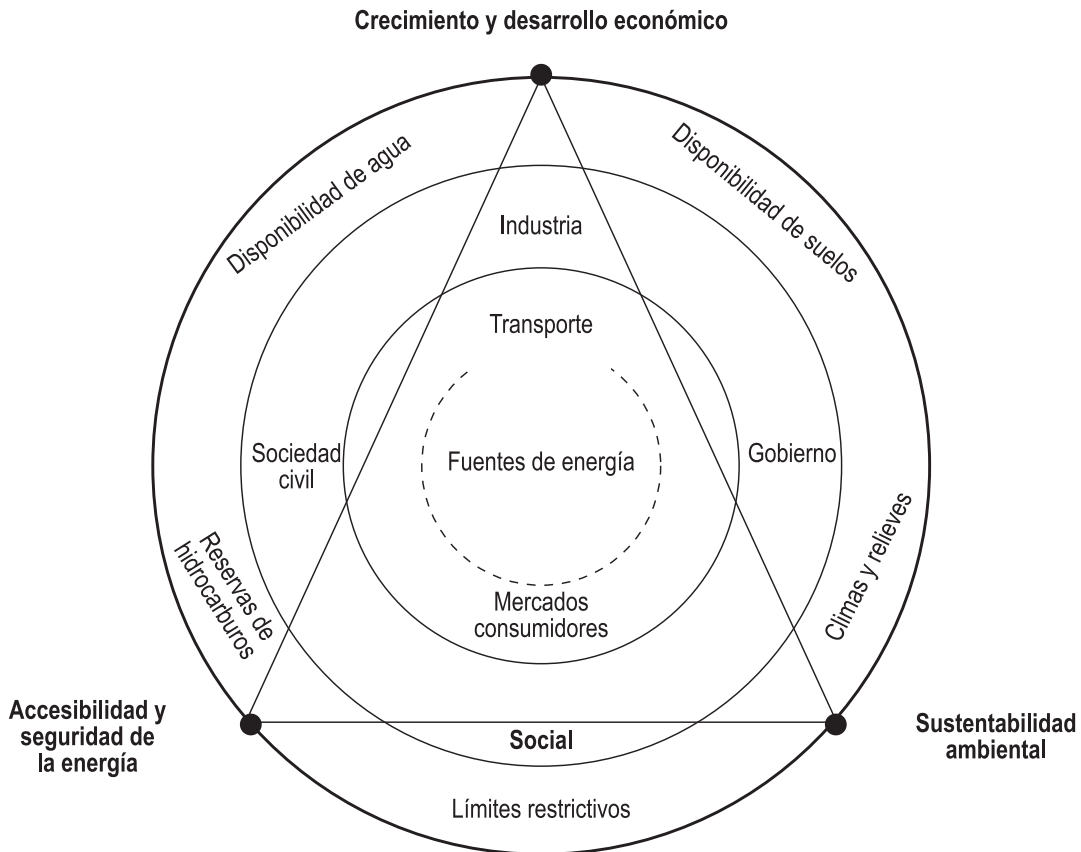 Crecimiento y desarrollo económico
Disponibilidad de agua
Disponibilidad de suelos
Industria
Transporte
Sociedad
civil
Fuentes de energía
Gobierno
Reservas de
hidrocarburos
Climas y relieves
Mercados
consumidores
Accesibilidad y
seguridad de
la energía
Sustentabilidad
ambiental
Social
Límites restrictivos